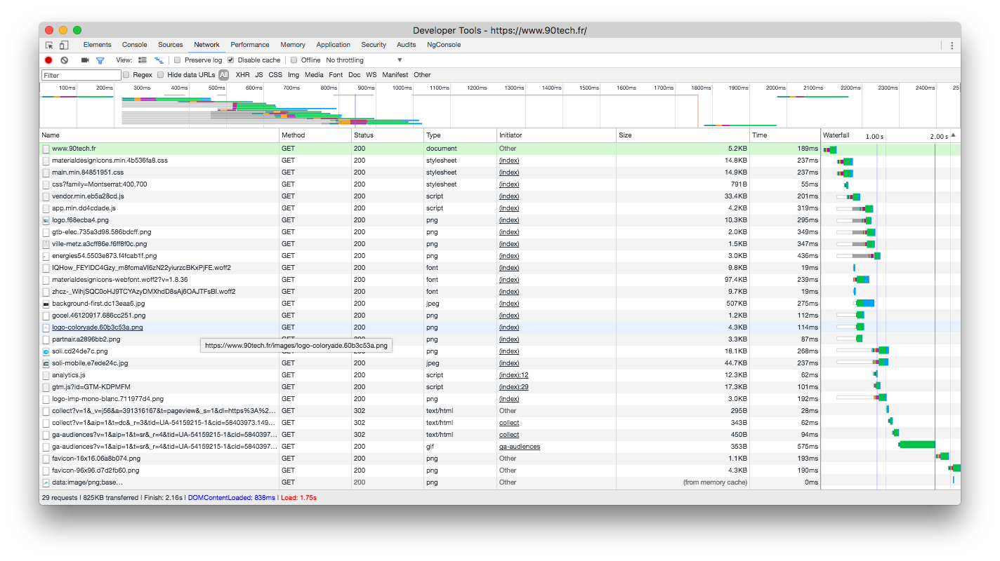 Developer Tools - https://www.90tech.fr/
Elements Console Sources Network Performance Memory Application Security Audits NgConsole
View: Preserve log Disable cache Offline No throttling
Filter Regex Hide data URLs All XHR JS CSS Img Media Font Doc WS Manifest Other
100ms 200ms 300ms 400ms 500ms 600ms 700ms 800ms 900ms 1000ms 1100ms 1200ms 1300ms 1400ms 1500ms 1600ms 1700ms 1800ms 1900ms 2000ms 2100ms 2200ms 2300ms 2400ms 25
Name Method Status Type Initiator Size Time Waterfall 1.00 s 2.00 s
www.90tech.fr GET 200 document Other 5.2KB 189ms
materialdesignicons.min.4b536fa8.css GET 200 stylesheet (index) 14.8KB 237ms
main.min.84851951.css GET 200 stylesheet (index) 14.9KB 237ms
css?family=Montserrat:400,700 GET 200 stylesheet (index) 791B 55ms
vendor.min.eb5a28cd.js GET 200 script (index) 33.4KB 201ms
app.min.dd4cdade.js GET 200 script (index) 4.2KB 319ms
logo.f68ecba4.png GET 200 png (index) 10.3KB 295ms
gtb-elec.735a3d98.586bdcff.png GET 200 png (index) 2.0KB 349ms
ville-metz.a3cff86e.f6ff8f0c.png GET 200 png (index) 1.5KB 347ms
energies54.5503e873.f4fcab1f.png GET 200 png (index) 3.0KB 436ms
IQHow_FEYlDC4Gzy_m8fcmaVI6zN22yiurzcBKxPjFE.woff2 GET 200 font (index) 9.8KB 19ms
materialdesignicons-webfont.woff2?v=1.8.36 GET 200 font (index) 97.4KB 239ms
zhcz-_WihjSQC0oHJ9TCYAzyDMXhdD8sAj6OAJTFsBI.woff2 GET 200 font (index) 9.7KB 19ms
background-first.dc13eaa6.jpg GET 200 jpeg (index) 507KB 275ms
gocel.46120917.686cc251.png GET 200 png (index) 1.2KB 112ms
logo-coloryade.60b3c53a.png GET 200 png (index) 4.3KB 114ms
partnair.a2896bb2.png GET 200 png (index) 3.3KB 87ms
https://www.90tech.fr/images/logo-coloryade.60b3c53a.png
soli.cd24de7c.png GET 200 png (index) 18.1KB 268ms
soli-mobile.e7ede24c.jpg GET 200 jpeg (index) 44.7KB 237ms
analytics.js GET 200 script (index):12 12.3KB 62ms
gtm.js?id=GTM-KDPMFM GET 200 script (index):29 17.3KB 101ms
logo-imp-mono-blanc.711977d4.png GET 200 png (index) 3.0KB 192ms
collect?v=1&_v=j56&a=391316167&t=pageview&_s=1&dl=https%3A%2... GET 302 text/html Other 295B 28ms
collect?v=1&aip=1&t=dc&_r=3&tid=UA-54159215-1&cid=58403973.149... GET 302 text/html collect 343B 62ms
ga-audiences?v=1&aip=1&t=sr&_r=4&tid=UA-54159215-1&cid=5840397... GET 302 text/html collect 450B 94ms
ga-audiences?v=1&aip=1&t=sr&_r=4&tid=UA-54159215-1&cid=5840397... GET 200 gif ga-audiences 353B 575ms
favicon-16x16.06a8b074.png GET 200 png Other 1.1KB 193ms
favicon-96x96.d7d2fb60.png GET 200 png Other 4.3KB 190ms
data:image/png;base... GET 200 png Other (from memory cache) 0ms
29 requests | 825KB transferred | Finish: 2.16s | DOMContentLoaded: 838ms | Load: 1.75s